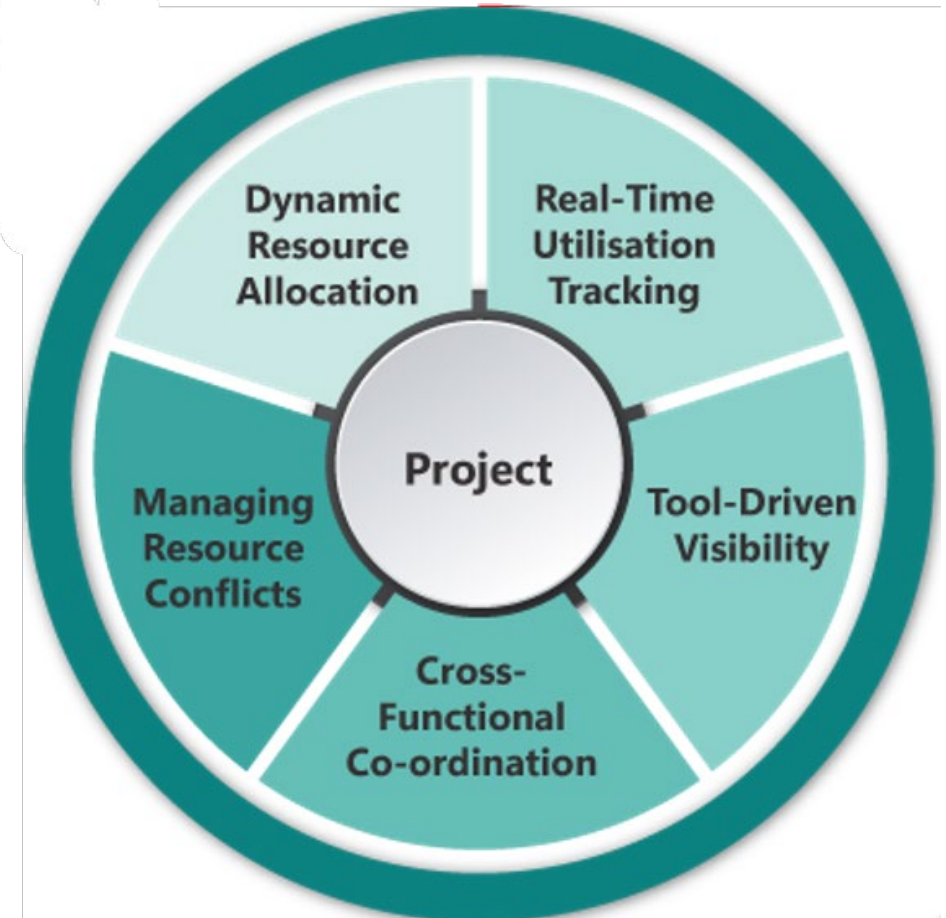 Dynamic
Resource
Allocation
Real-Time
Utilisation
Tracking
Project
Managing
Resource
Conflicts
Tool-Driven
Visibility
Cross-
Functional
Co-ordination